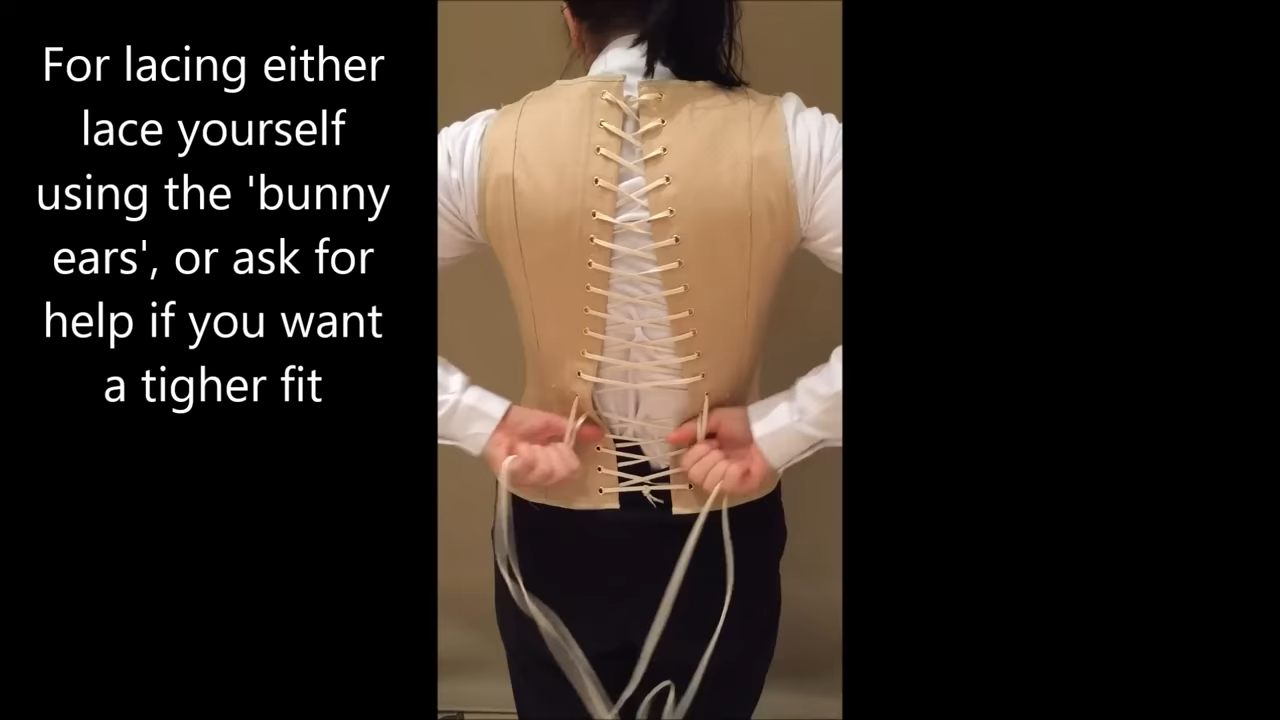 For lacing either
lace yourself
using the 'bunny
ears', or ask for
help if you want
a tigher fit